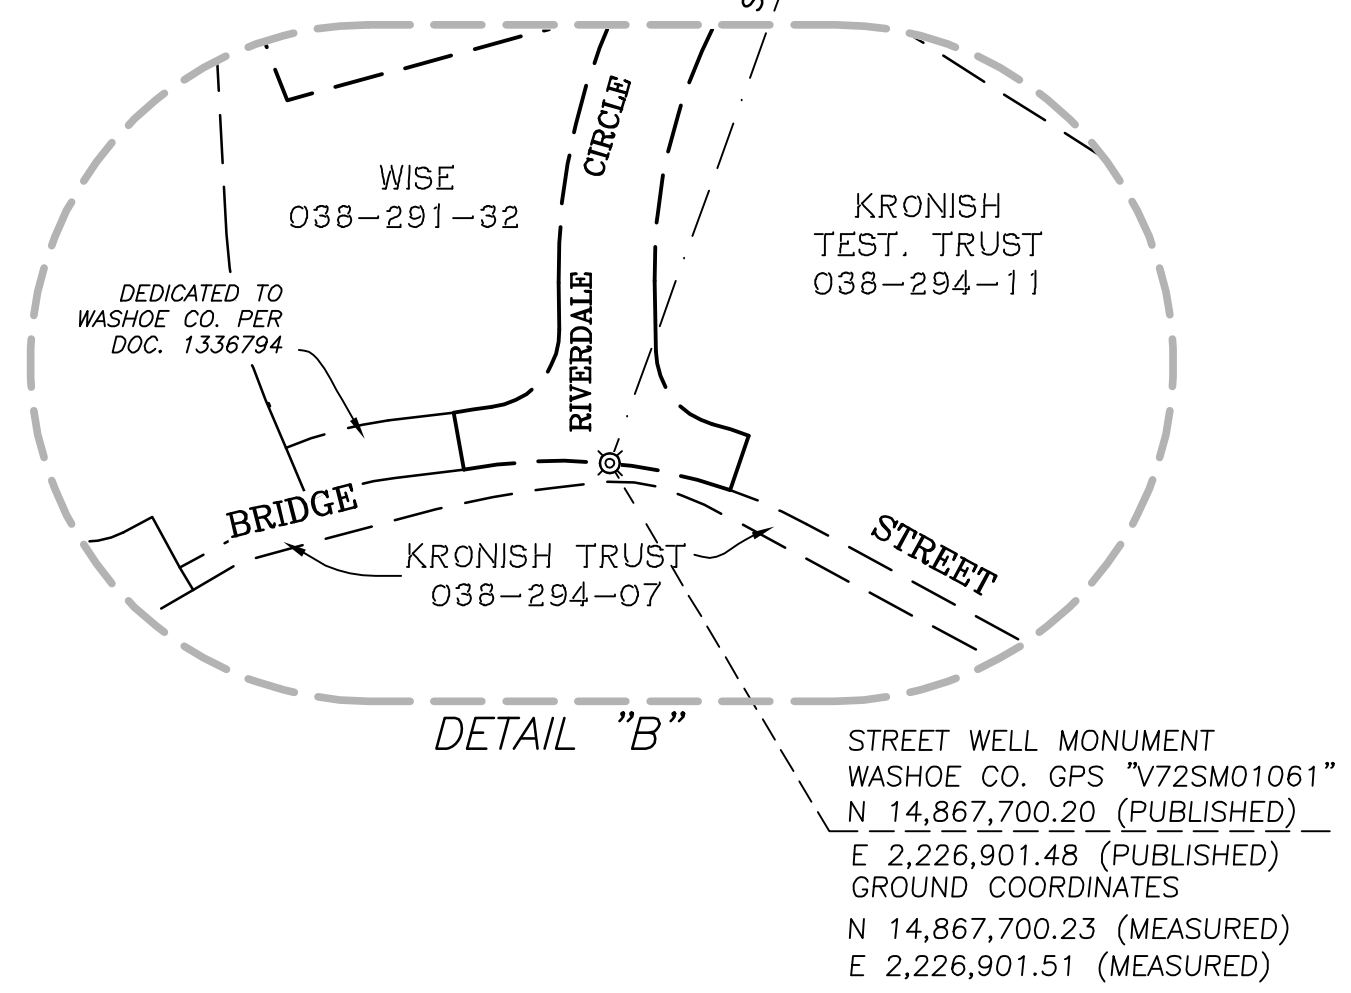 S
CIRCLE
WISE
038-291-32
KRONISH
TEST. TRUST
038-294-11
DEDICATED TO
WASHOE CO. PER
DOC. 1336794
RIVERDALE
BRIDGE
STREET
KRONISH TRUST
038-294-07
DETAIL "B"
STREET WELL MONUMENT
WASHOE CO. GPS "V72SM01061"
N 14,867,700.20 (PUBLISHED)
E 2,226,901.48 (PUBLISHED)
GROUND COORDINATES
N 14,867,700.23 (MEASURED)
E 2,226,901.51 (MEASURED)